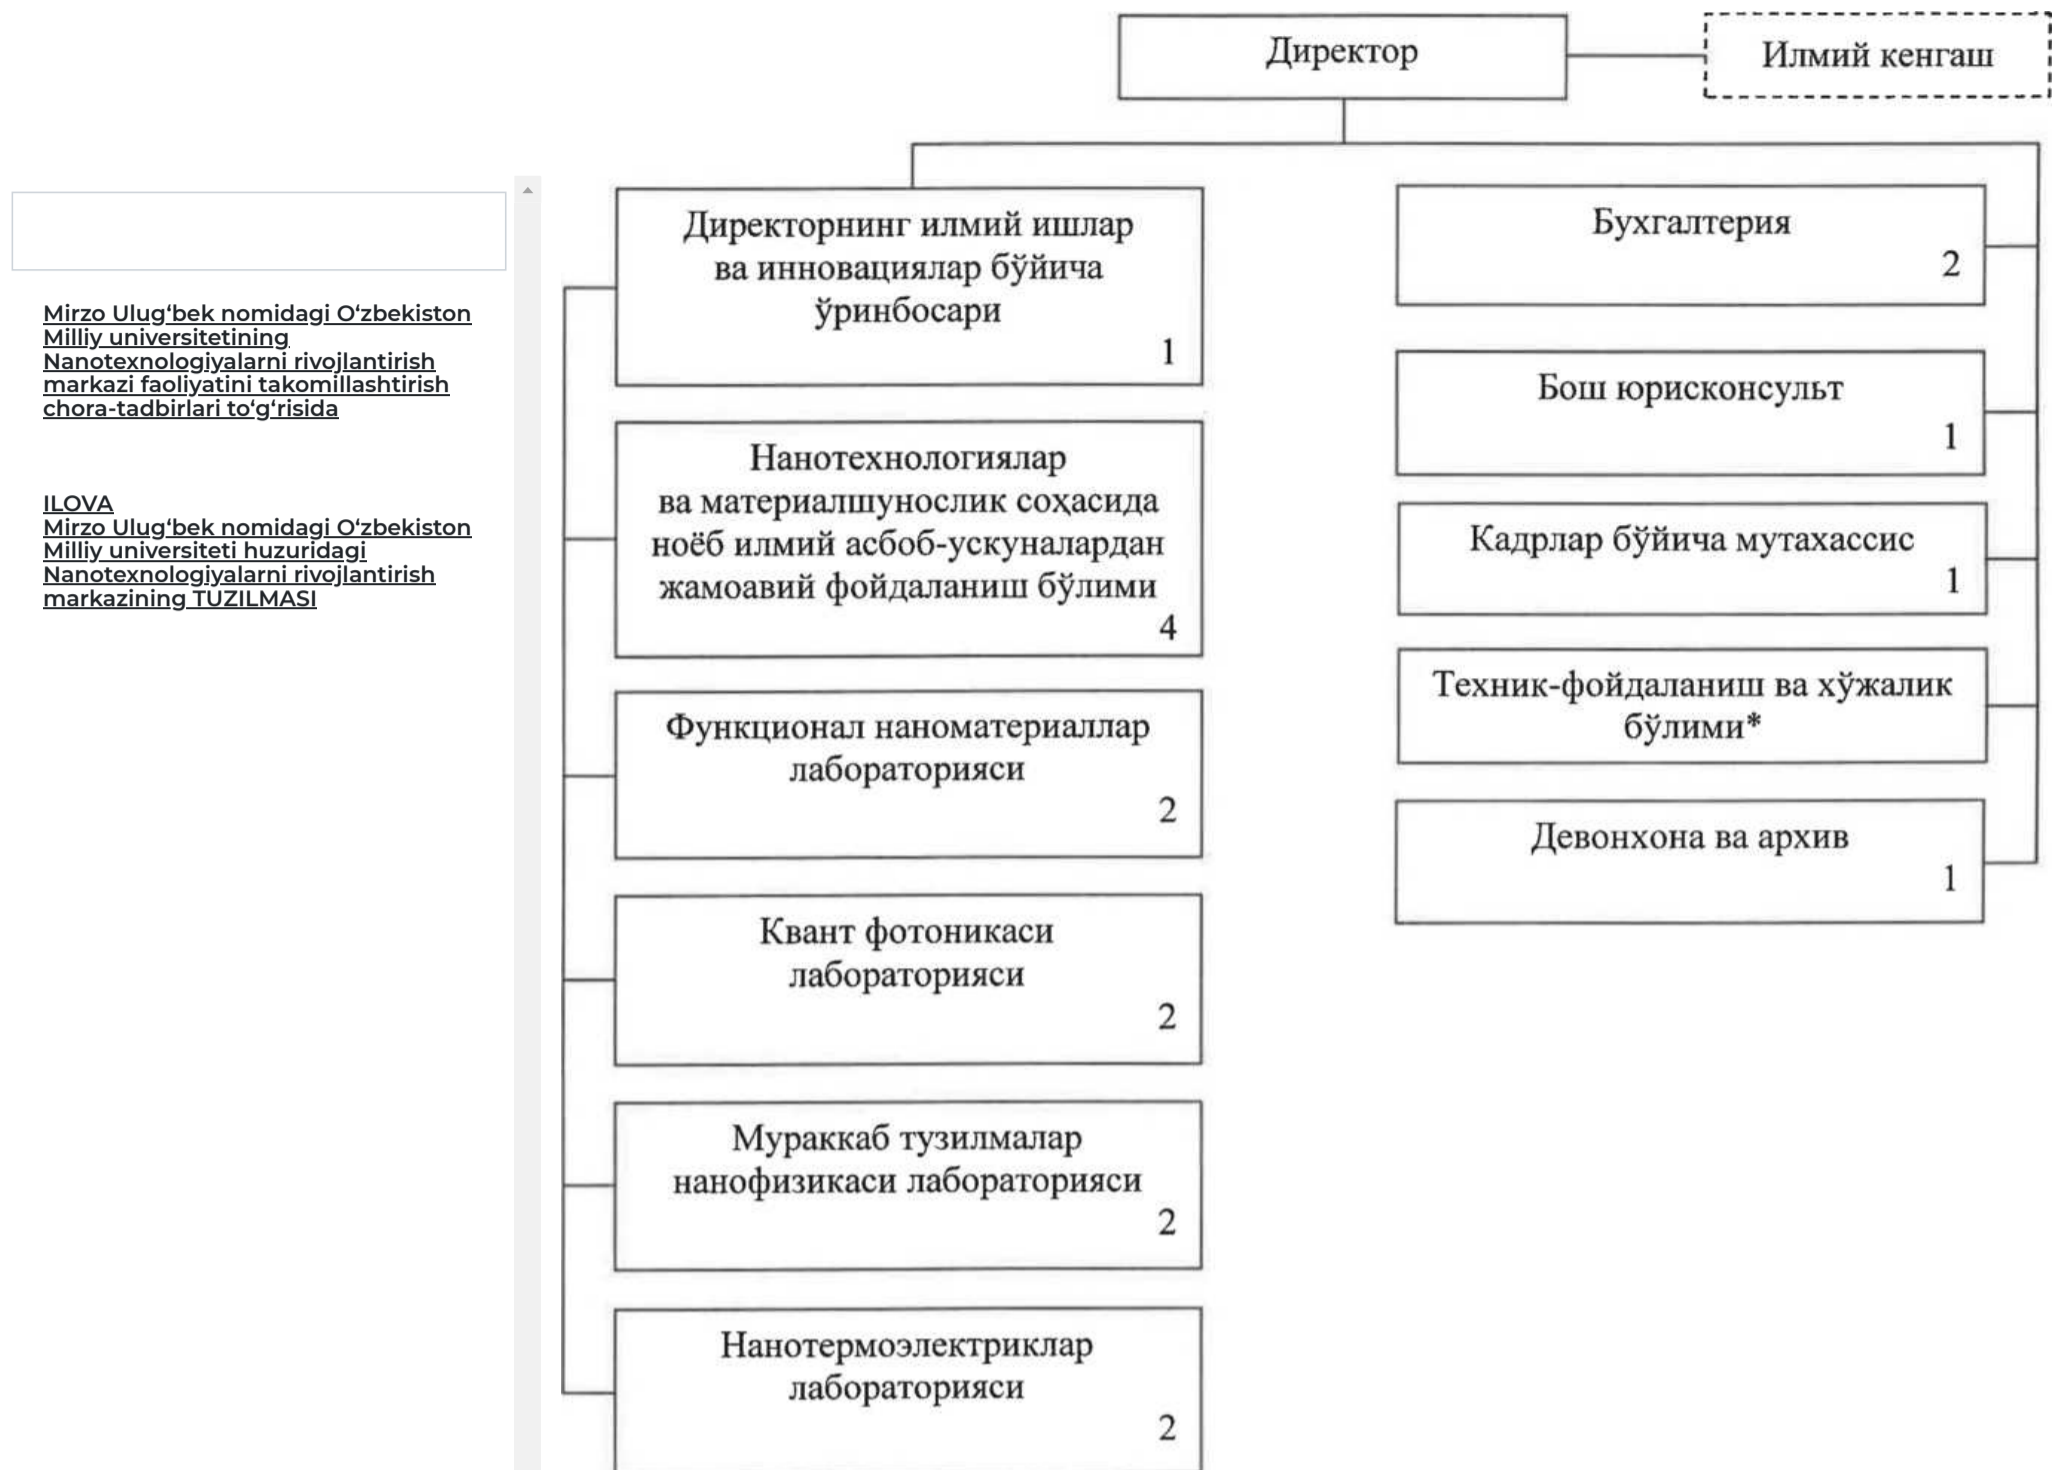 Директор
Илмий кенгаш
Mirzo Ulug‘bek nomidagi O‘zbekiston
Milliy universitetining
Nanotexnologiyalarni rivojlantirish
markazi faoliyatini takomillashtirish
chora-tadbirlari to‘g‘risida
ILOVA
Mirzo Ulug‘bek nomidagi O‘zbekiston
Milliy universiteti huzuridagi
Nanotexnologiyalarni rivojlantirish
markazining TUZILMASI
Директорнинг илмий ишлар
ва инновациялар бўйича
ўринбосари
1
Нанотехнологиялар
ва материалшунослик соҳасида
ноёб илмий асбоб-ускуналардан
жамоавий фойдаланиш бўлими
4
Функционал наноматериаллар
лабораторияси
2
Квант фотоникаси
лабораторияси
2
Мураккаб тузилмалар
нанофизикаси лабораторияси
2
Нанотермоэлектриклар
лабораторияси
2
Бухгалтерия
2
Бош юрисконсульт
1
Кадрлар бўйича мутахассис
1
Техник-фойдаланиш ва хўжалик
бўлими*
Девонхона ва архив
1